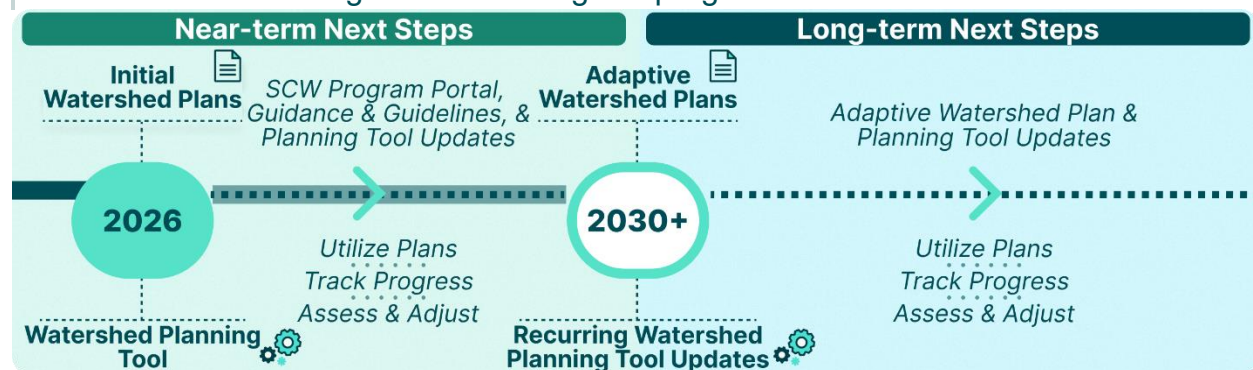 Near-term Next Steps
Long-term Next Steps
Initial
Watershed Plans
SCW Program Portal,
Guidance & Guidelines, &
Planning Tool Updates
Adaptive
Watershed Plans
Adaptive Watershed Plan &
Planning Tool Updates
2026
2030+
Utilize Plans
Track Progress
Assess & Adjust
Utilize Plans
Track Progress
Assess & Adjust
Watershed Planning
Tool
Recurring Watershed
Planning Tool Updates